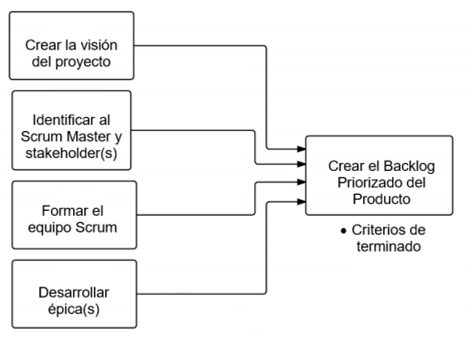 Crear la visión
del proyecto
Identificar al
Scrum Master y
stakeholder(s)
Formar el
equipo Scrum
Desarrollar
épica(s)
Crear el Backlog
Priorizado del
Producto
• Criterios de
terminado